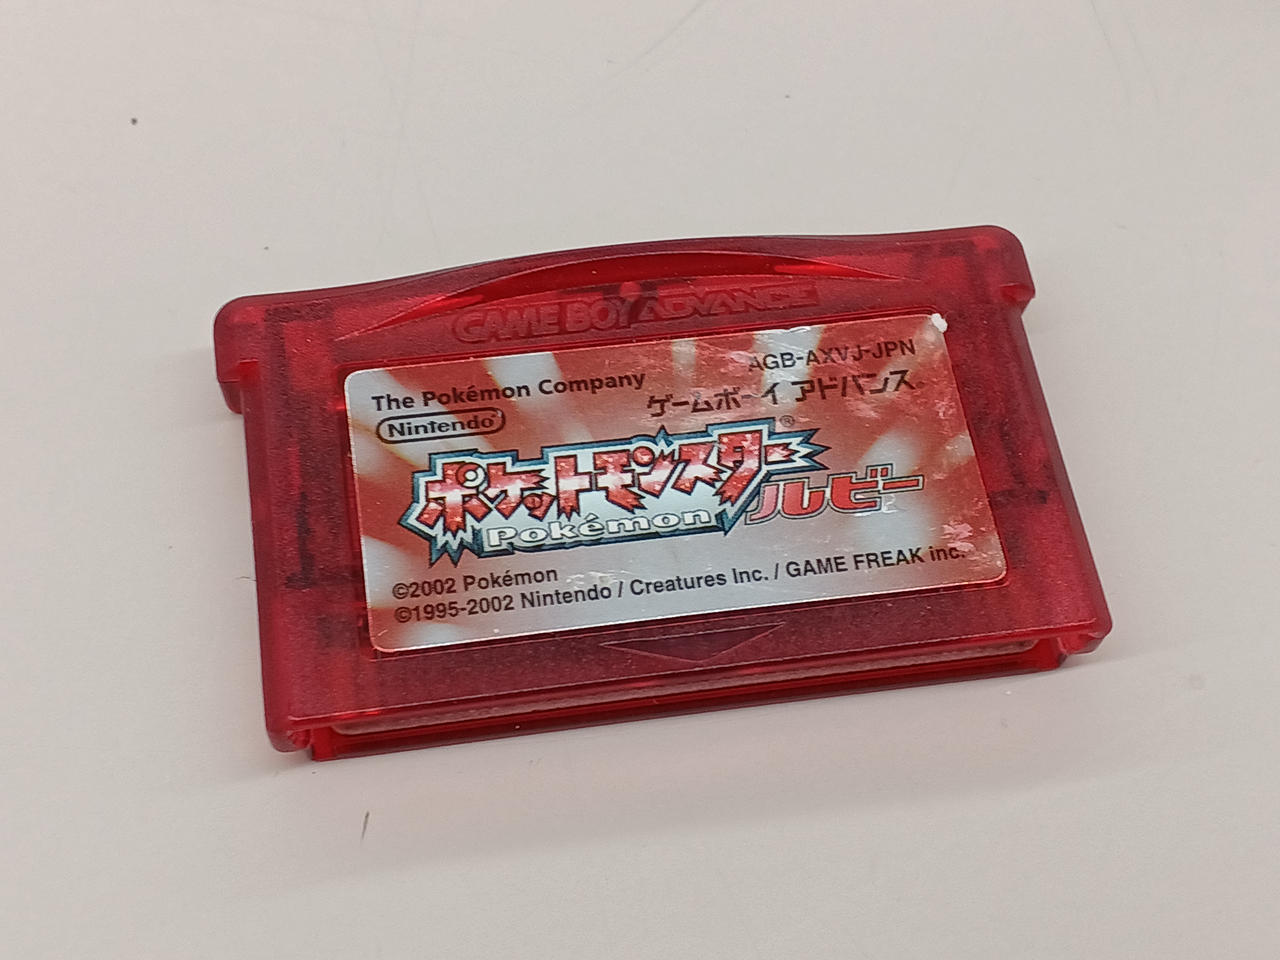 GAME BOY ADVANCE
AGB-AXVJ-JPN
The Pokémon Company
ゲームボーイアドバンス
Nintendo®
ポケットモンスター®
ルビー
Pokémon
©2002 Pokémon
©1995-2002 Nintendo / Creatures Inc. / GAME FREAK inc.